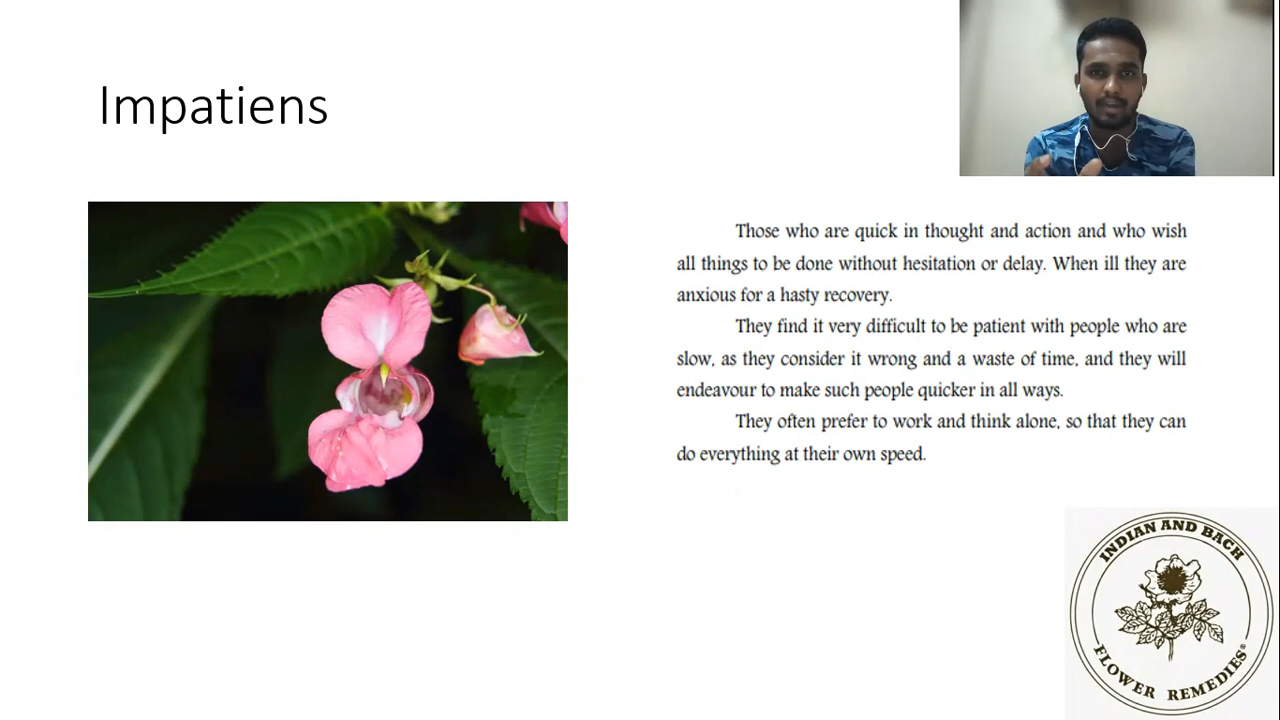 Impatiens
Those who are quick in thought and action and who wish
all things to be done without hesitation or delay. When ill they are
anxious for a hasty recovery.
They find it very difficult to be patient with people who are
slow, as they consider it wrong and a waste of time, and they will
endeavour to make such people quicker in all ways.
They often prefer to work and think alone, so that they can
do everything at their own speed.
INDIAN AND BACH
FLOWER REMEDIES®